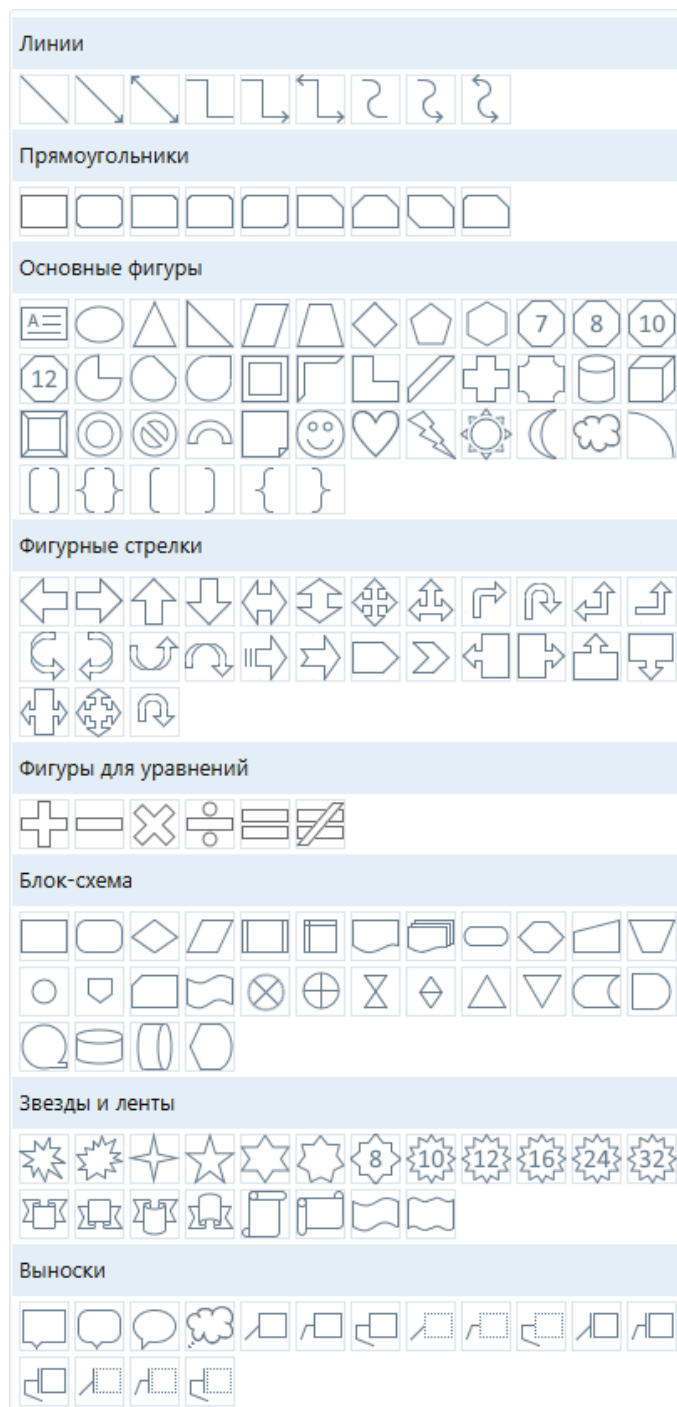 Линии
Прямоугольники
Основные фигуры
A
7 8 10
12
Фигурные стрелки
Фигуры для уравнений
Блок-схема
Звезды и ленты
8 10 12 16 24 32
Выноски